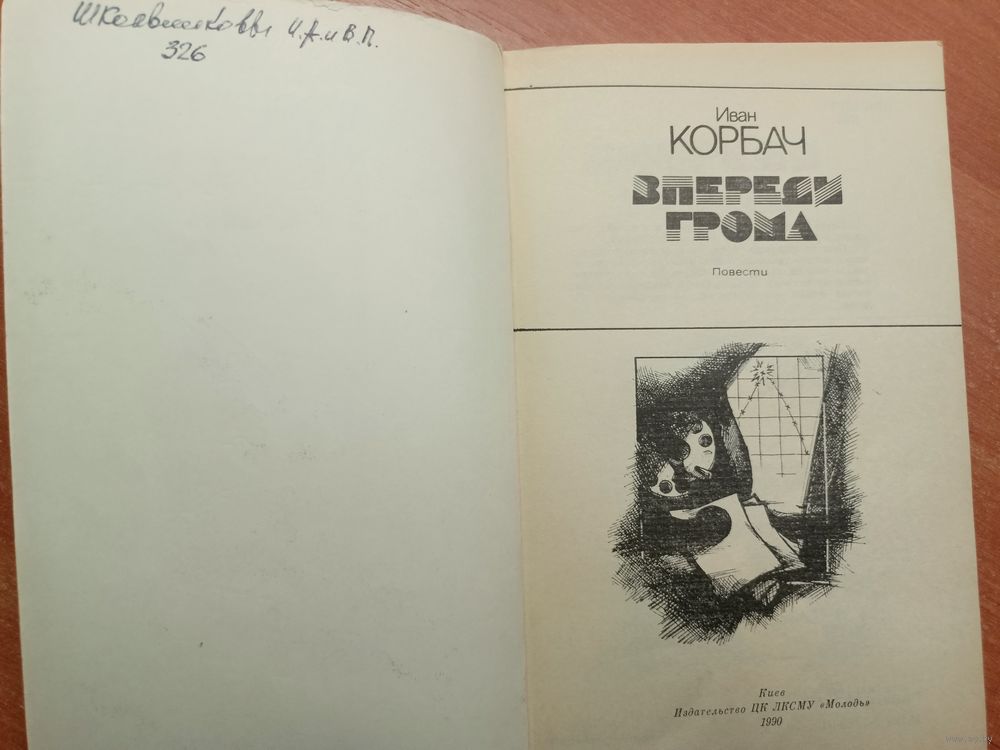 И. А. и В. П.
326
Иван
КОРБАЧ
ВПЕРЕДИ
ГРОМА
Повести
Киев
Издательство ЦК ЛКСМУ «Молодь»
1990